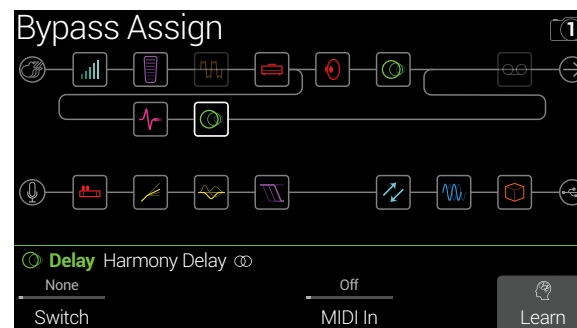 Bypass Assign
1
Delay Harmony Delay
None
Off
Switch
MIDI In
Learn